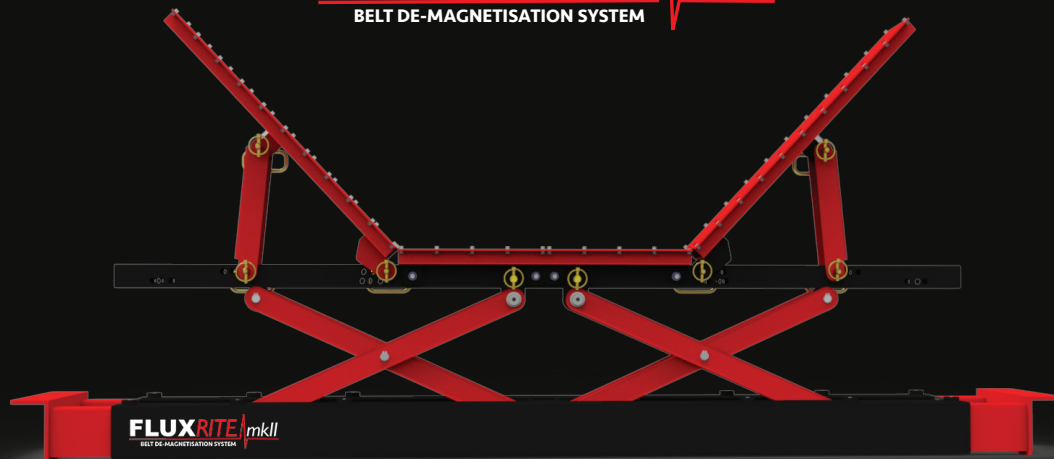 BELT DE-MAGNETISATION SYSTEM
FLUXRITE mkII
BELT DE-MAGNETISATION SYSTEM